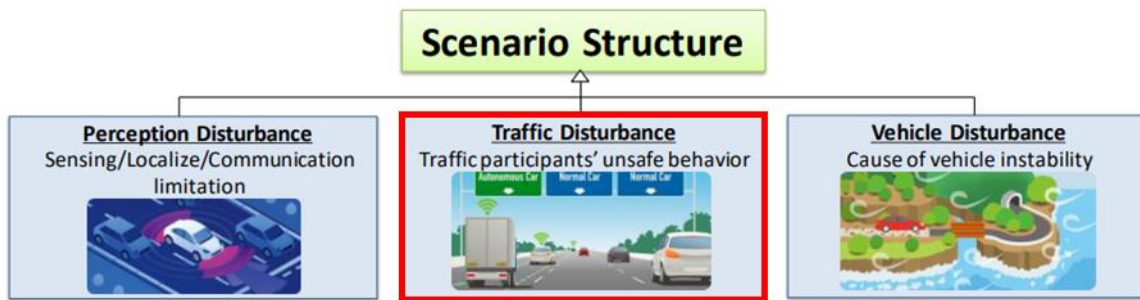 Scenario Structure
Perception Disturbance
Sensing/Localize/Communication
limitation
Traffic Disturbance
Traffic participants' unsafe behavior
Autonomous Car
Normal Car
Normal Car
Vehicle Disturbance
Cause of vehicle instability